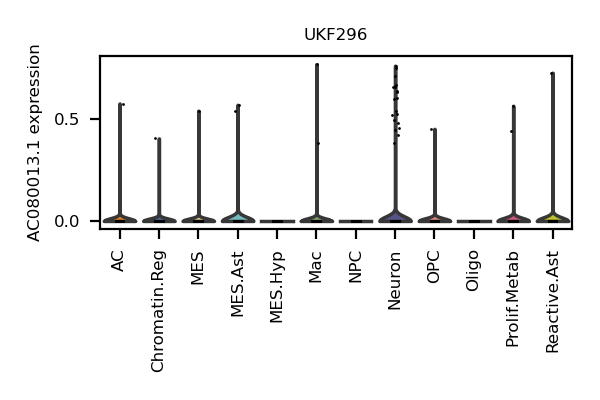 UKF296
AC080013.1 expression
0.5
0.0
AC
Chromatin.Reg
MES
MES.Ast
MES.Hyp
Mac
NPC
Neuron
OPC
Oligo
Prolif.Metab
Reactive.Ast